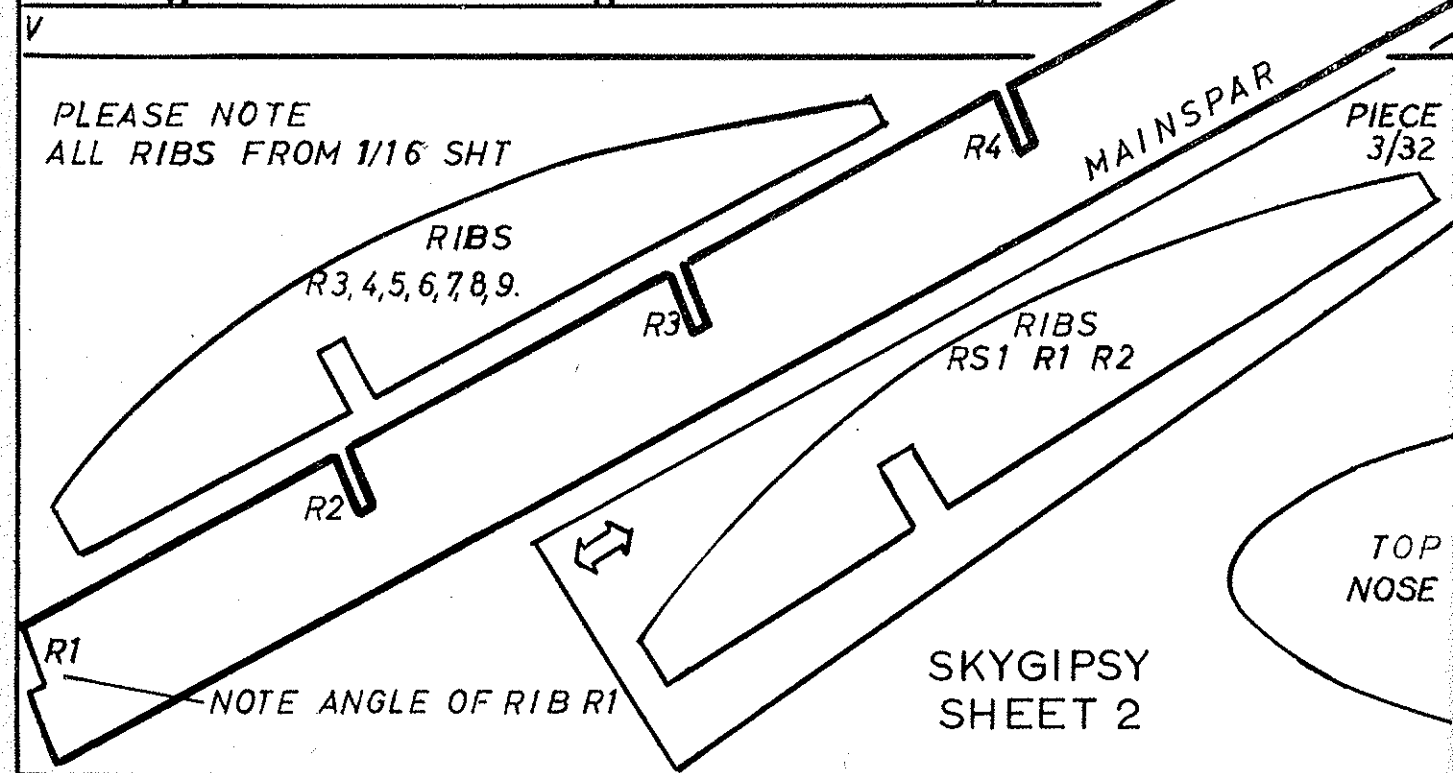 V
PLEASE NOTE
ALL RIBS FROM 1/16 SHT
RIBS
R3, 4, 5, 6, 7, 8, 9.
R4
MAINSPAR
PIECE
3/32
R3
RIBS
RS1 R1 R2
R2
TOP
NOSE
R1
NOTE ANGLE OF RIB R1
SKYGIPSY
SHEET 2